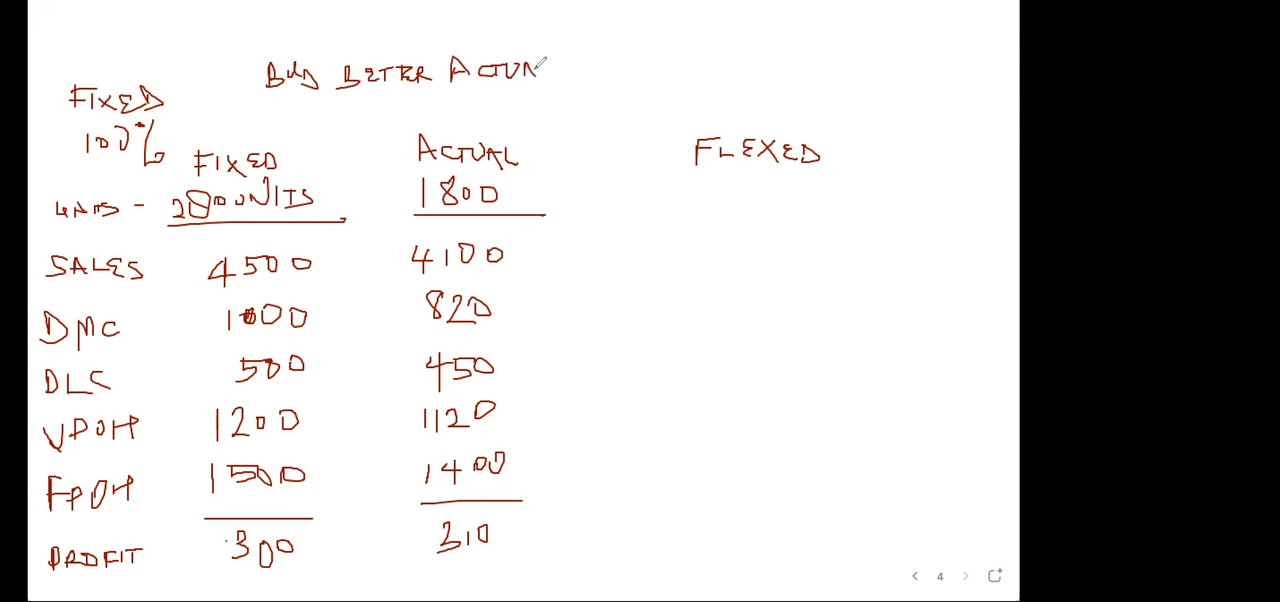 BUD BETTER ACTUA
FIXED
100%
FIXED ACTUAL FLEXED
UNITS - 2000 UNITS 1800
SALES 4500 4100
DMC 1000 820
DLC 500 450
VPOH 1200 1120
FPOH 1500 1400
PROFIT 300 310
4